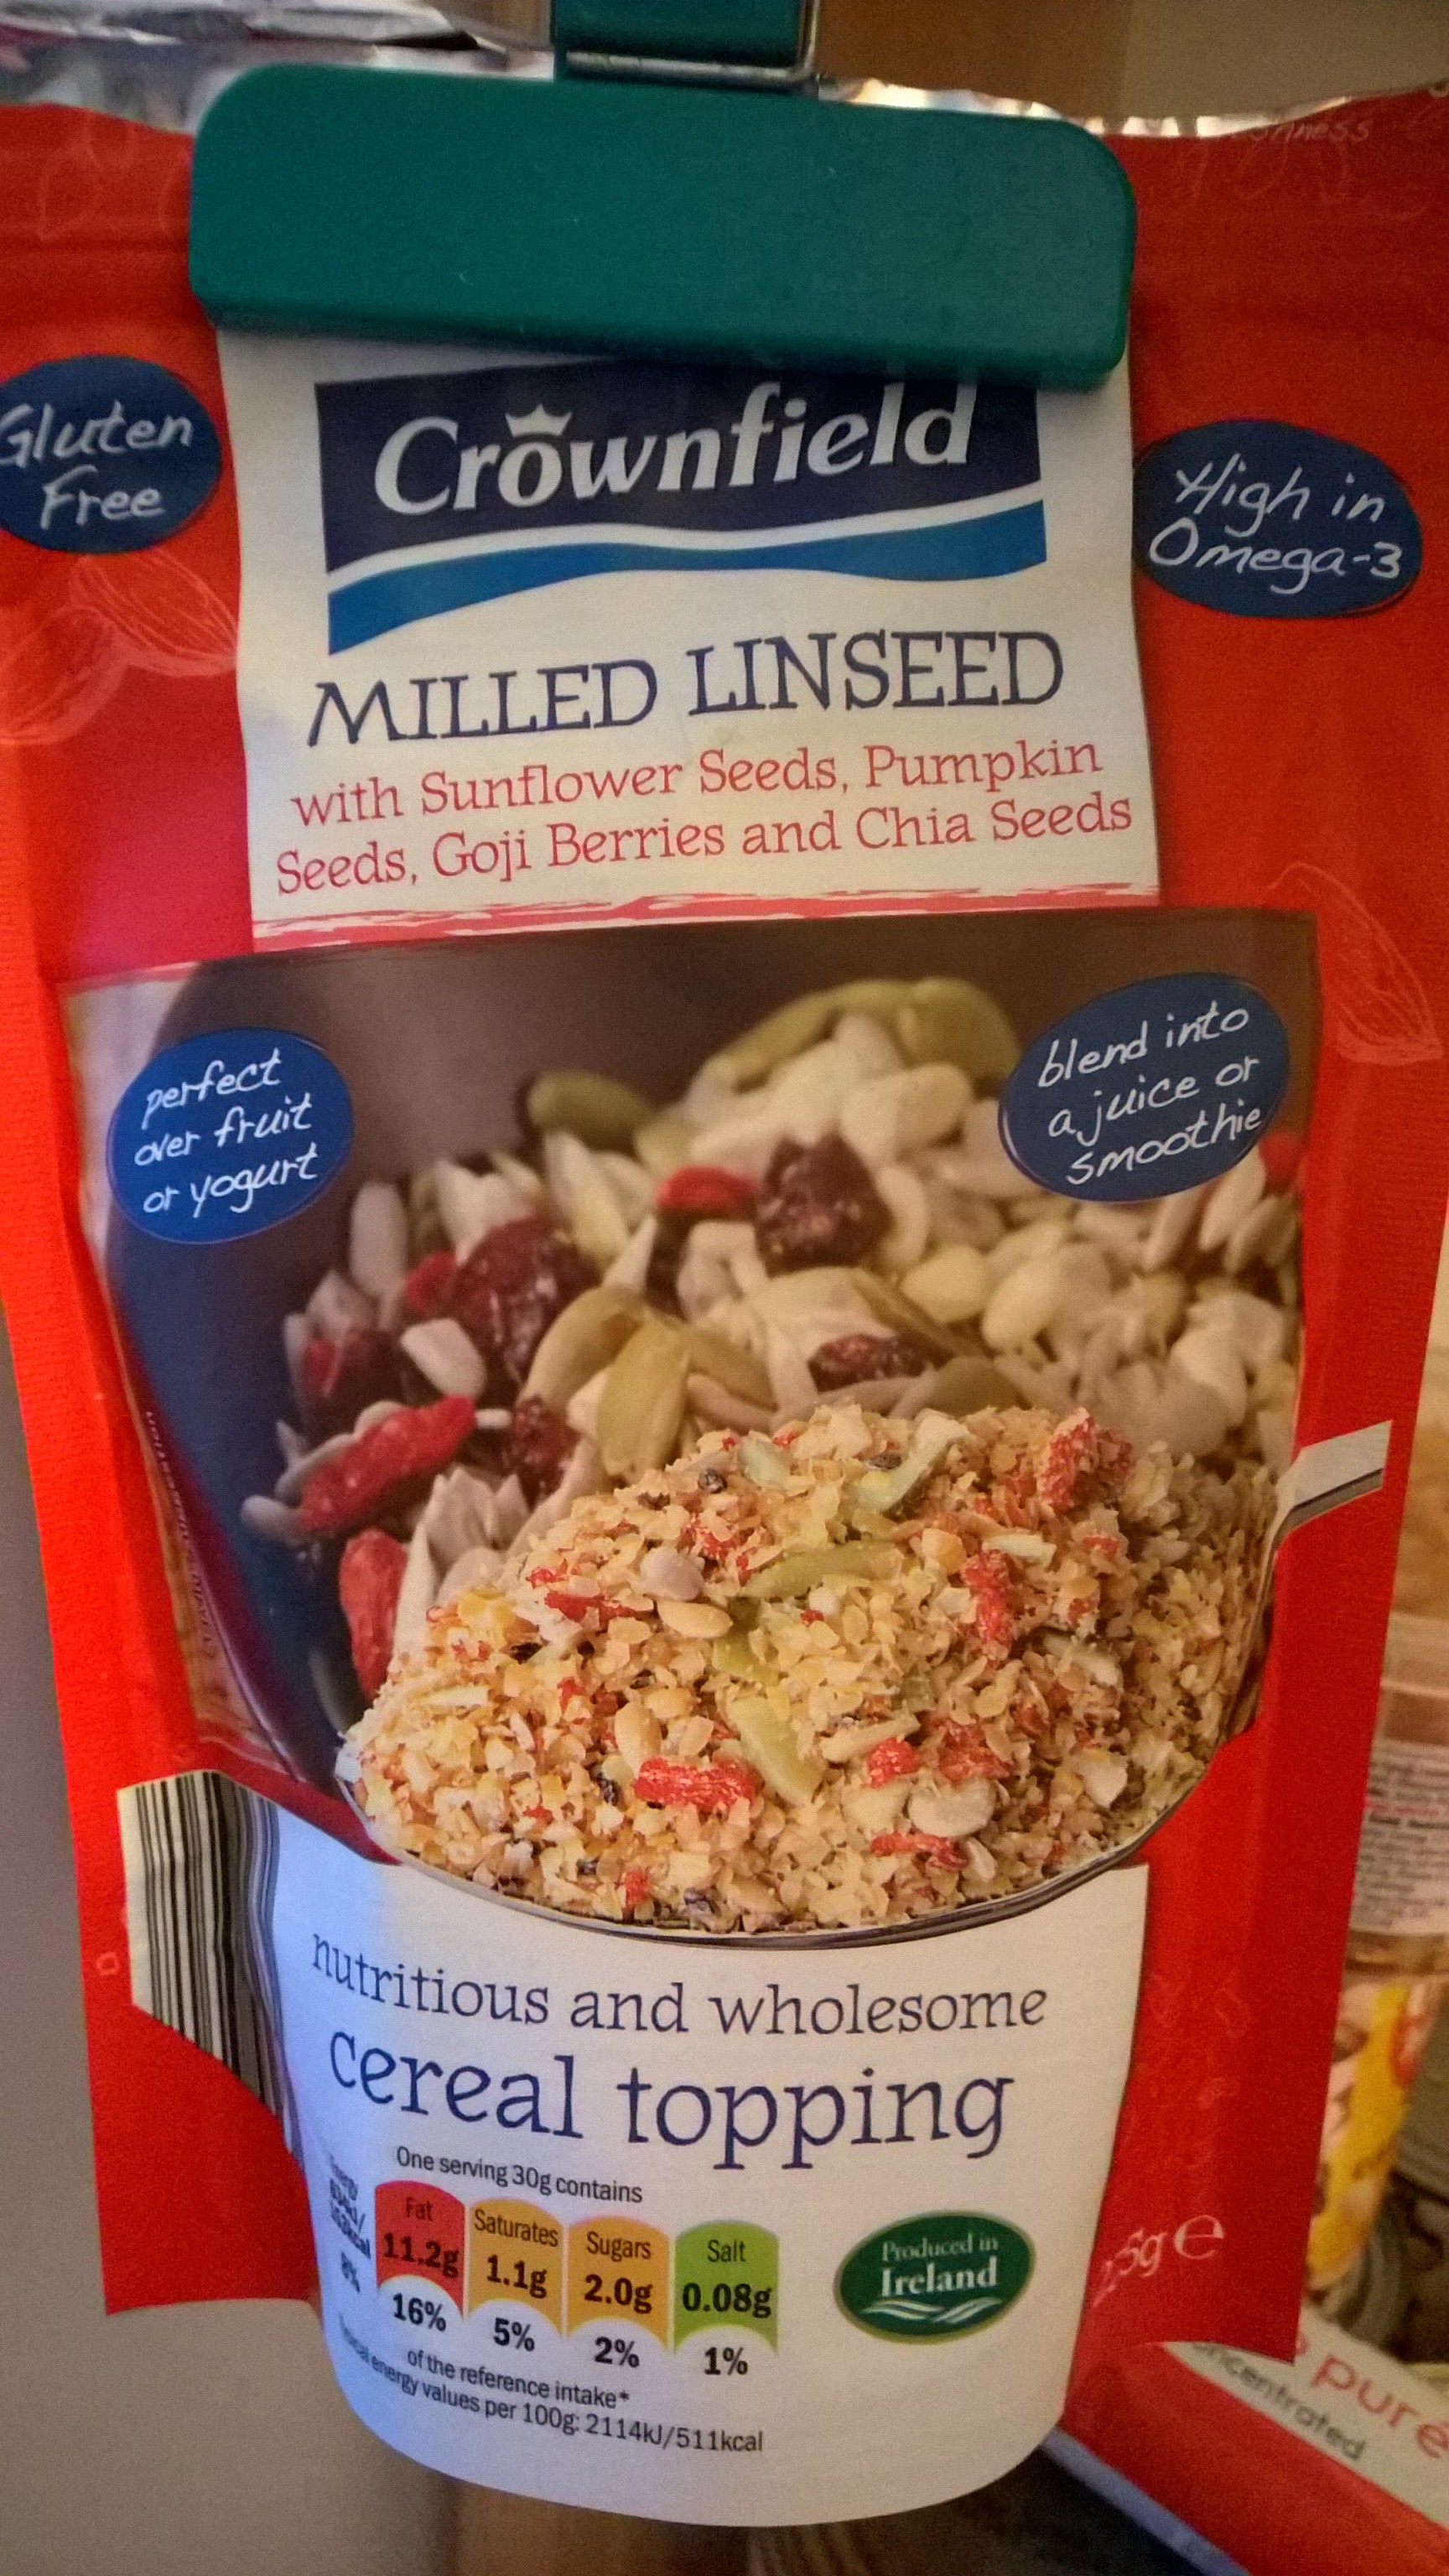 Gluten
Free
Crownfield
High in
Omega-3
MILLED LINSEED
with Sunflower Seeds, Pumpkin
Seeds, Goji Berries and Chia Seeds
perfect
over fruit
or yogurt
blend into
a juice or
smoothie
nutritious and wholesome
cereal topping
One serving 30g contains
Fat
11.2g
16%
Saturates
1.1g
5%
Sugars
2.0g
2%
Salt
0.08g
1%
8%
of the reference intake*
energy values per 100g: 2114kJ/511kcal
Produced in
Ireland
pure